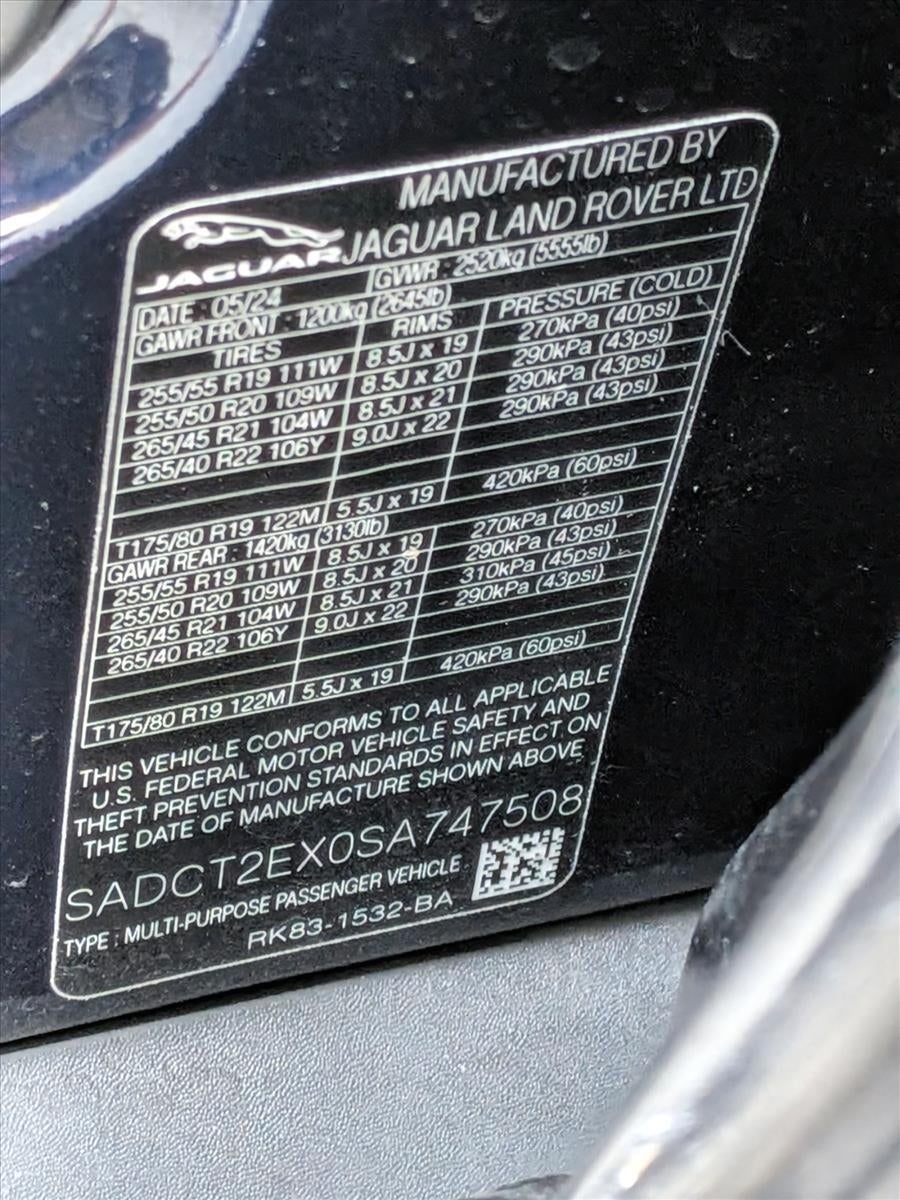 MANUFACTURED BY
JAGUAR JAGUAR LAND ROVER LTD
DATE : 05/24 GVWR : 2520kg (5555lb)
GAWR FRONT : 1200kg (2645lb)
TIRES RIMS PRESSURE (COLD)
255/55 R19 111W 8.5J x 19 270kPa (40psi)
255/50 R20 109W 8.5J x 20 290kPa (43psi)
265/45 R21 104W 8.5J x 21 290kPa (43psi)
265/40 R22 106Y 9.0J x 22 290kPa (43psi)
T175/80 R19 122M 5.5J x 19 420kPa (60psi)
GAWR REAR : 1420kg (3130lb)
255/55 R19 111W 8.5J x 19 270kPa (40psi)
255/50 R20 109W 8.5J x 20 290kPa (43psi)
265/45 R21 104W 8.5J x 21 310kPa (45psi)
265/40 R22 106Y 9.0J x 22 290kPa (43psi)
T175/80 R19 122M 5.5J x 19 420kPa (60psi)
THIS VEHICLE CONFORMS TO ALL APPLICABLE
U.S. FEDERAL MOTOR VEHICLE SAFETY AND
THEFT PREVENTION STANDARDS IN EFFECT ON
THE DATE OF MANUFACTURE SHOWN ABOVE
SADCT2EX0SA747508
TYPE : MULTI-PURPOSE PASSENGER VEHICLE
RK83-1532-BA